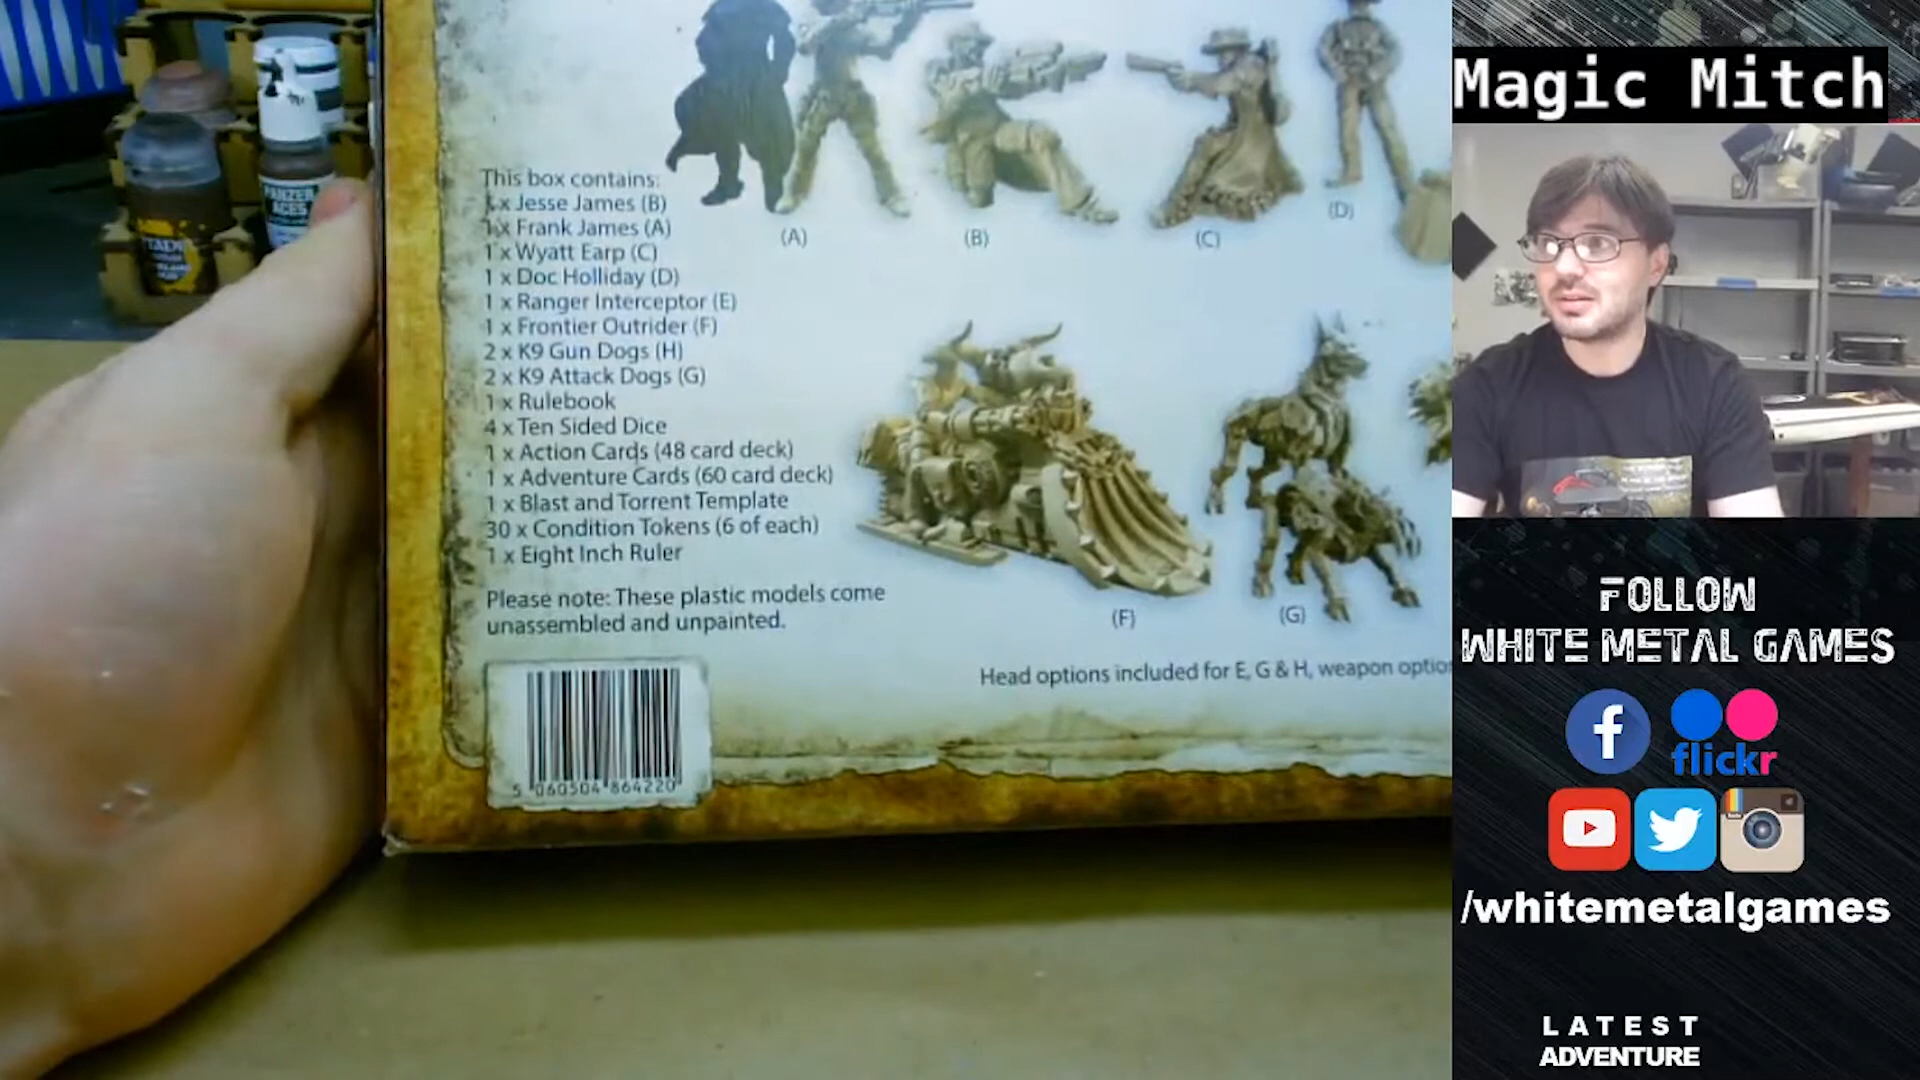 Magic Mitch
This box contains:
1 x Jesse James (B)
1 x Frank James (A)
1 x Wyatt Earp (C)
1 x Doc Holliday (D)
1 x Ranger Interceptor (E)
1 x Frontier Outrider (F)
2 x K9 Gun Dogs (H)
2 x K9 Attack Dogs (G)
1 x Rulebook
4 x Ten Sided Dice
1 x Action Cards (48 card deck)
1 x Adventure Cards (60 card deck)
1 x Blast and Torrent Template
30 x Condition Tokens (6 of each)
1 x Eight Inch Ruler
Please note: These plastic models come
unassembled and unpainted.
(A)
(B)
(C)
(D)
(F)
(G)
Head options included for E, G & H, weapon
5 060504 864220
PANZER
ACES
FOLLOW
WHITE METAL GAMES
f
flickr
/whitemetalgames
LATEST
ADVENTURE